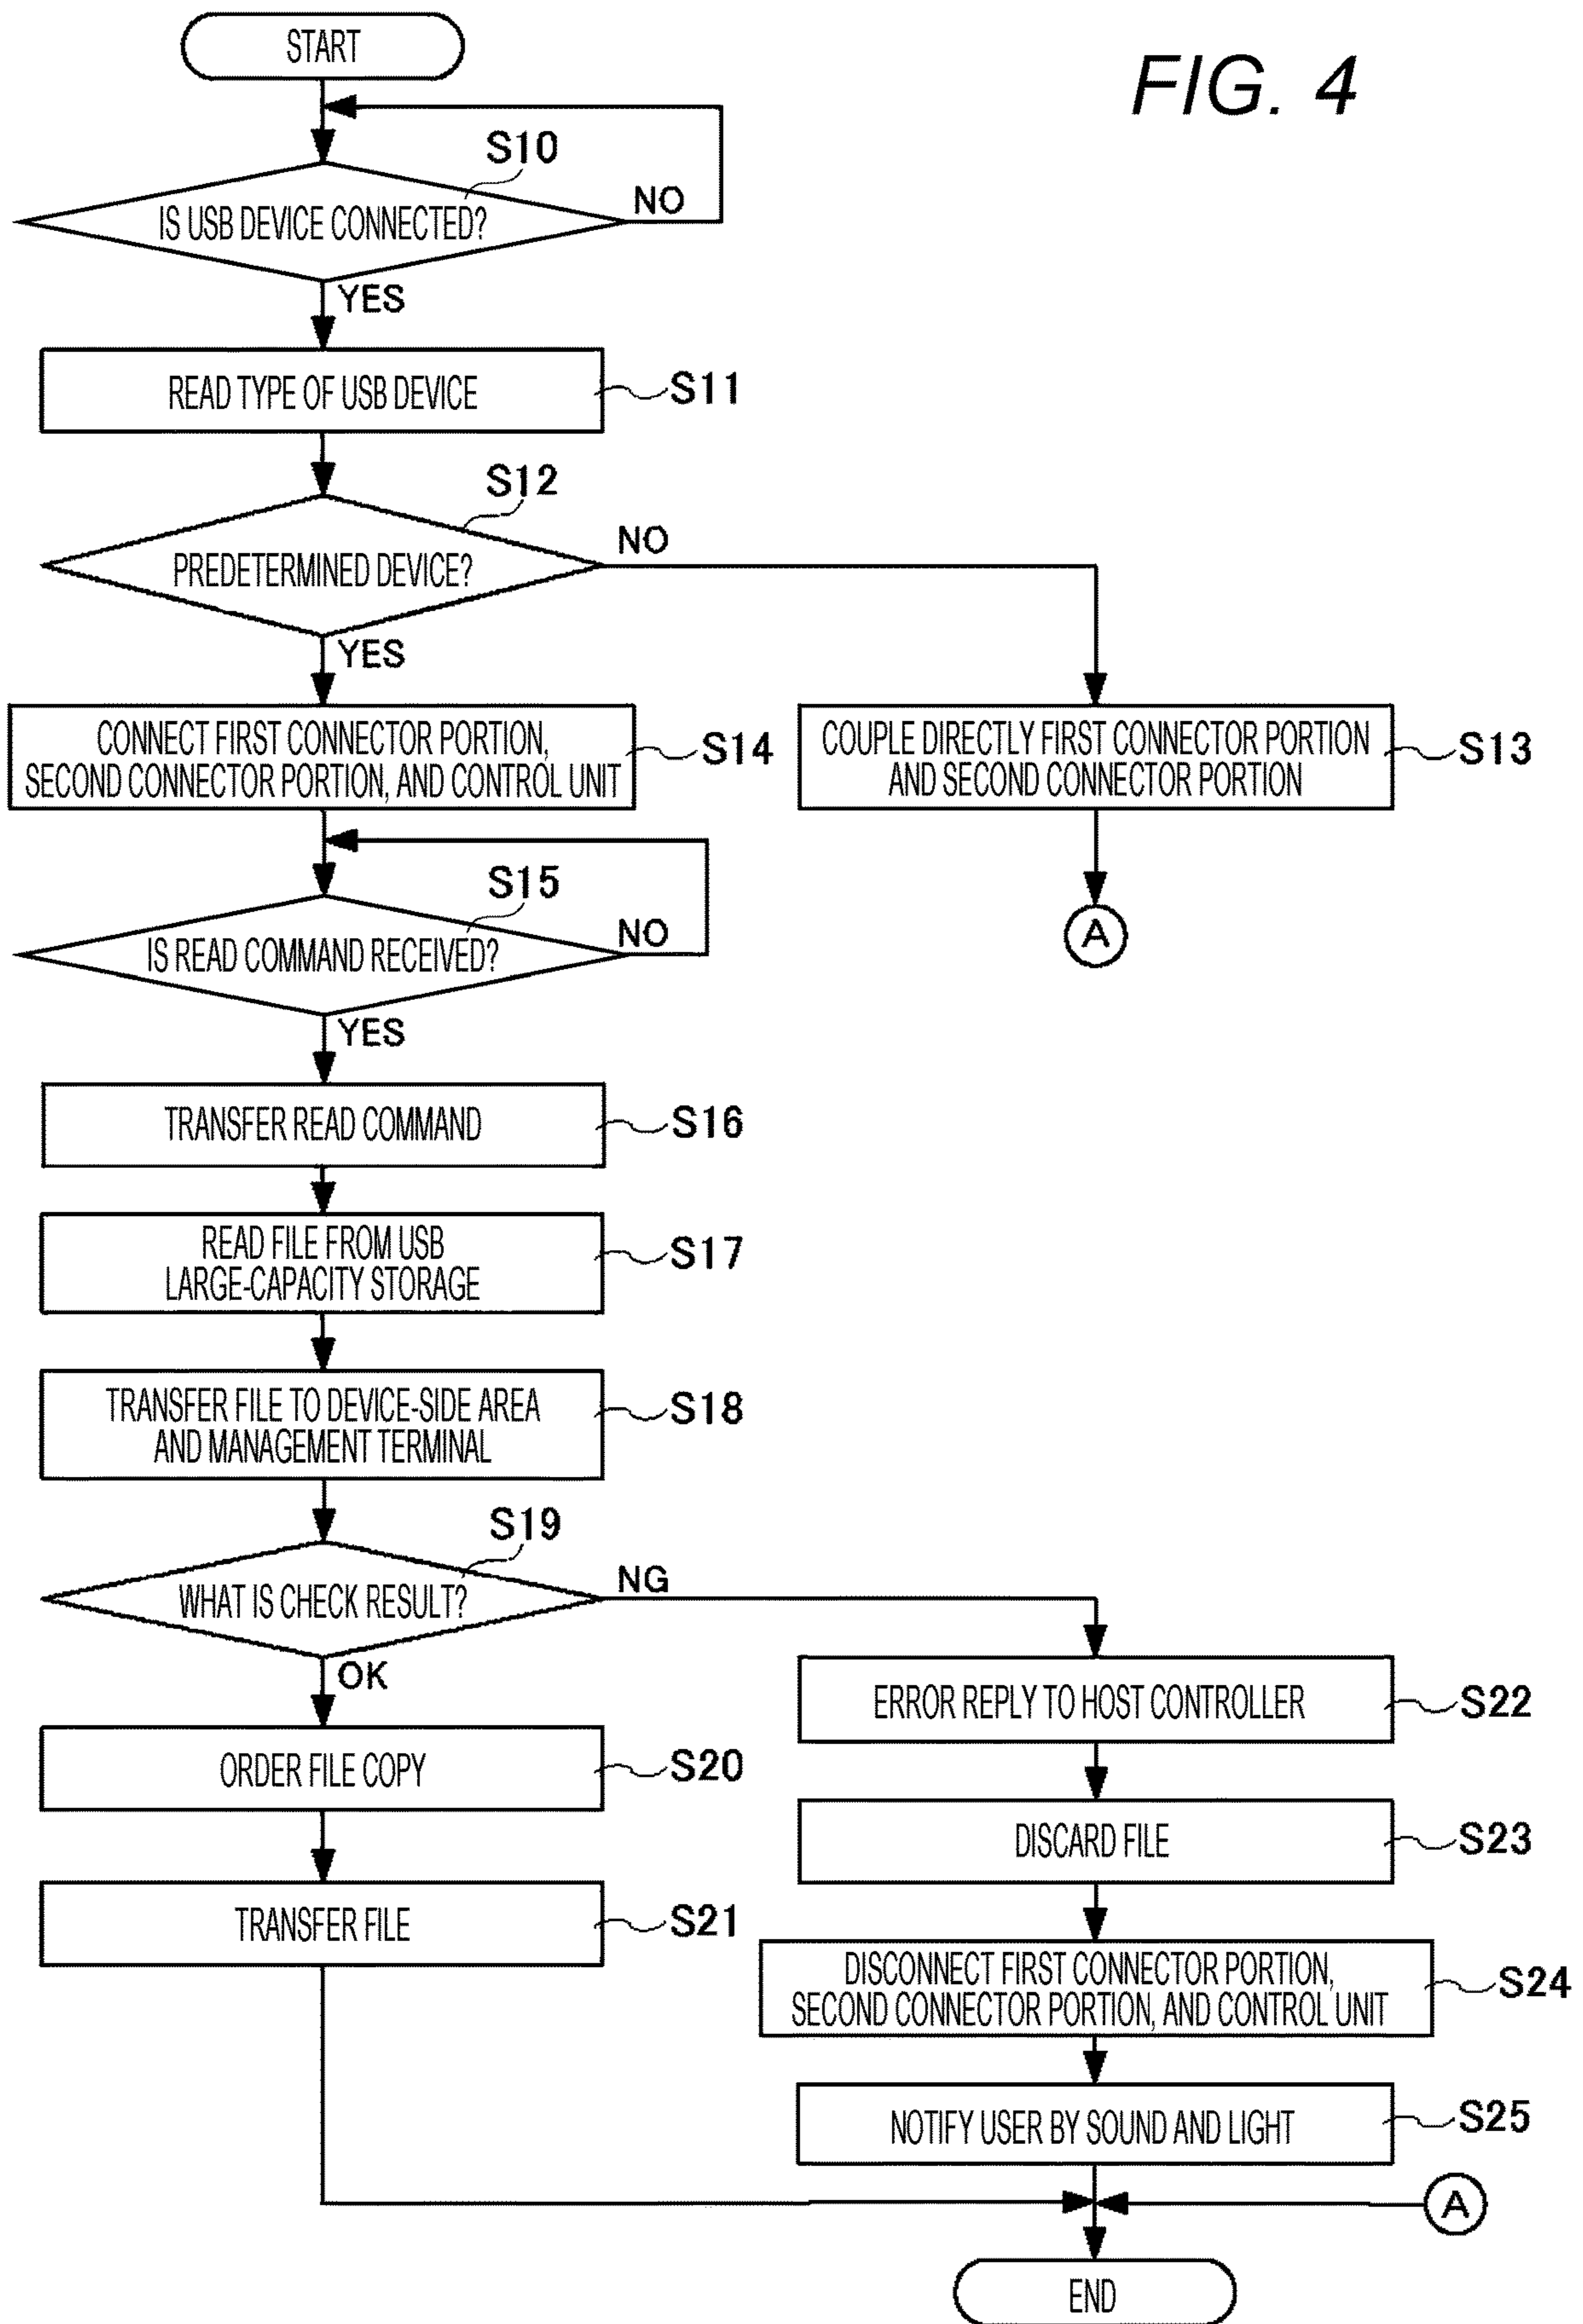 START
FIG. 4
S10
IS USB DEVICE CONNECTED?
NO
YES
READ TYPE OF USB DEVICE
S11
S12
PREDETERMINED DEVICE?
NO
YES
CONNECT FIRST CONNECTOR PORTION,
SECOND CONNECTOR PORTION, AND CONTROL UNIT
S14
COUPLE DIRECTLY FIRST CONNECTOR PORTION
AND SECOND CONNECTOR PORTION
S13
A
S15
IS READ COMMAND RECEIVED?
NO
YES
TRANSFER READ COMMAND
S16
READ FILE FROM USB
LARGE-CAPACITY STORAGE
S17
TRANSFER FILE TO DEVICE-SIDE AREA
AND MANAGEMENT TERMINAL
S18
S19
WHAT IS CHECK RESULT?
NG
OK
ORDER FILE COPY
S20
TRANSFER FILE
S21
ERROR REPLY TO HOST CONTROLLER
S22
DISCARD FILE
S23
DISCONNECT FIRST CONNECTOR PORTION,
SECOND CONNECTOR PORTION, AND CONTROL UNIT
S24
NOTIFY USER BY SOUND AND LIGHT
S25
A
END